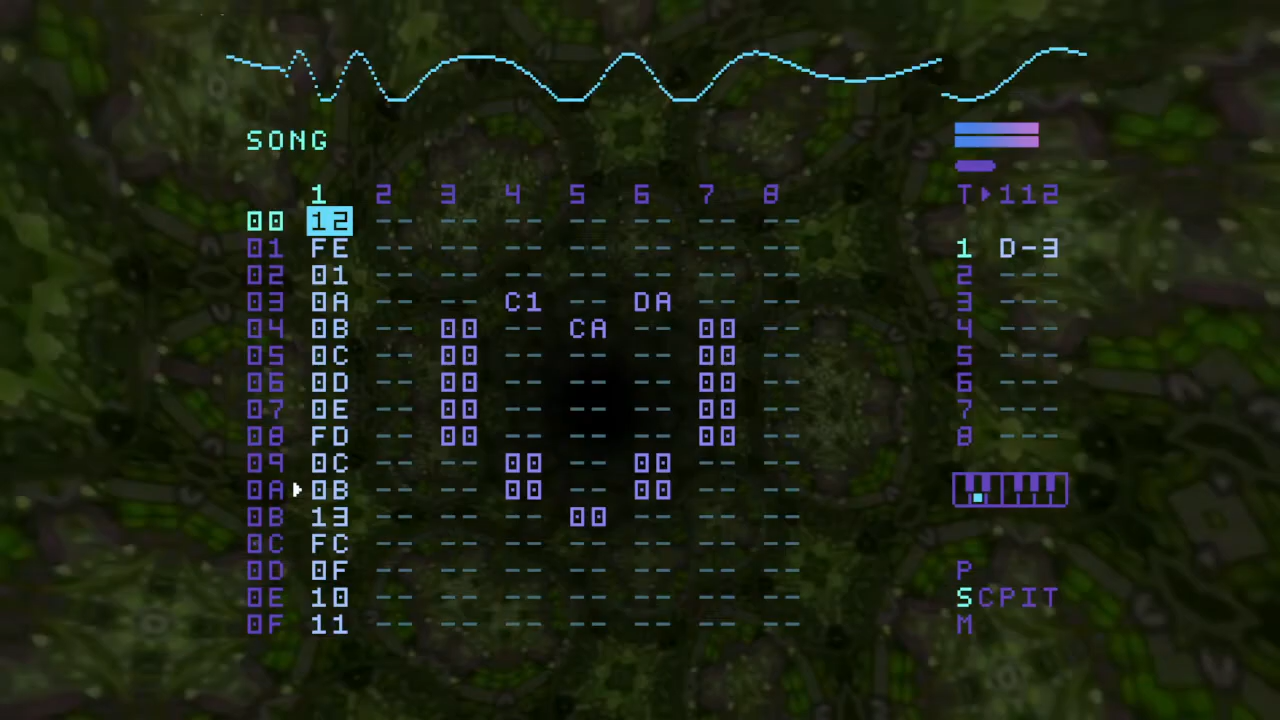 SONG
T▸112
1 2 3 4 5 6 7 8
00 12 -- -- -- -- -- -- --
01 FE -- -- -- -- -- -- -- 1 D-3
02 01 -- -- -- -- -- -- -- 2 ---
03 0A -- -- C1 -- DA -- -- 3 ---
04 0B -- 00 -- CA -- 00 -- 4 ---
05 0C -- 00 -- -- -- 00 -- 5 ---
06 0D -- 00 -- -- -- 00 -- 6 ---
07 0E -- 00 -- -- -- 00 -- 7 ---
08 FD -- 00 -- -- -- 00 -- 8 ---
09 0C -- -- 00 -- 00 -- --
0A 0B -- -- 00 -- 00 -- --
0B 13 -- -- -- 00 -- -- --
0C FC -- -- -- -- -- -- --
0D 0F -- -- -- -- -- -- -- P
0E 10 -- -- -- -- -- -- -- SCPIT
0F 11 -- -- -- -- -- -- -- M